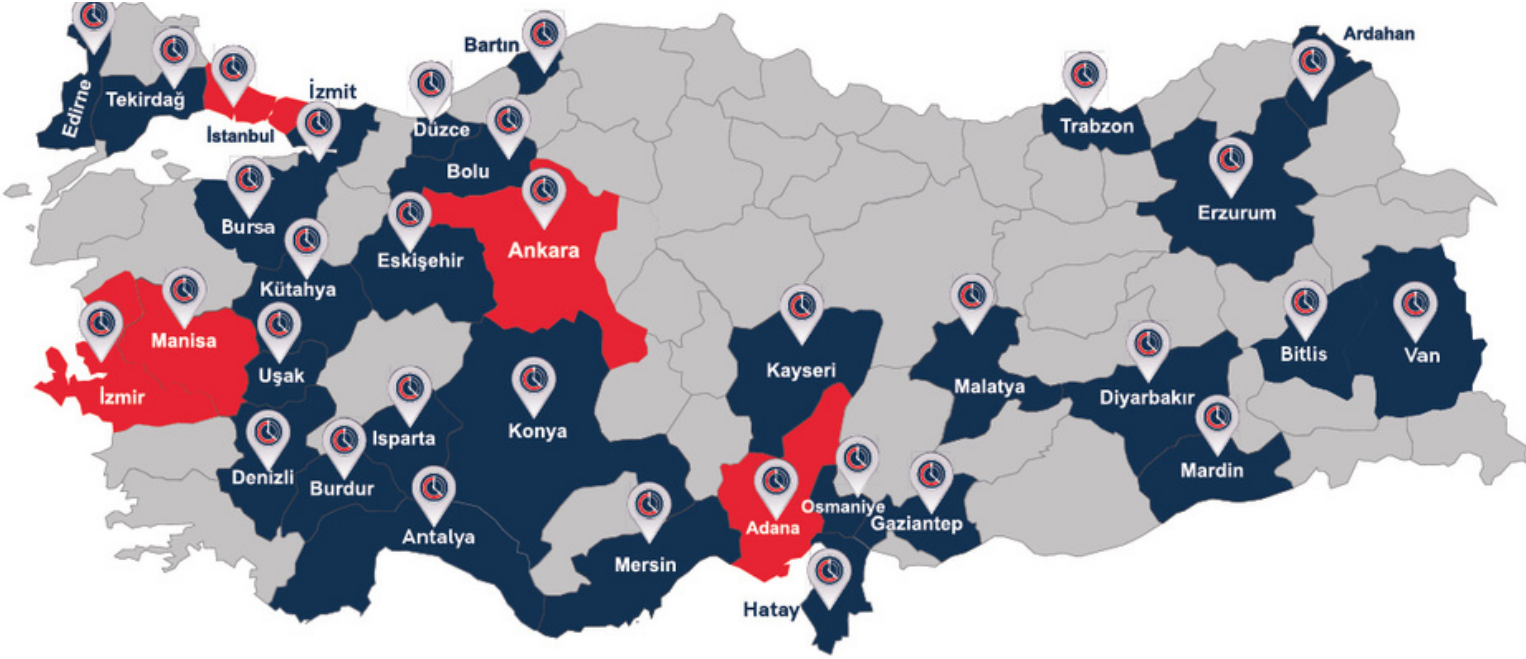 Ardahan
Bartın
İzmit
Edirne
Tekirdağ
İstanbul
Düzce
Trabzon
Bolu
Erzurum
Bursa
Ankara
Eskişehir
Kütahya
Manisa
Uşak
Kayseri
Bitlis
Van
Malatya
İzmir
Diyarbakır
Konya
Isparta
Mardin
Denizli
Burdur
Osmaniye
Gaziantep
Adana
Antalya
Mersin
Hatay